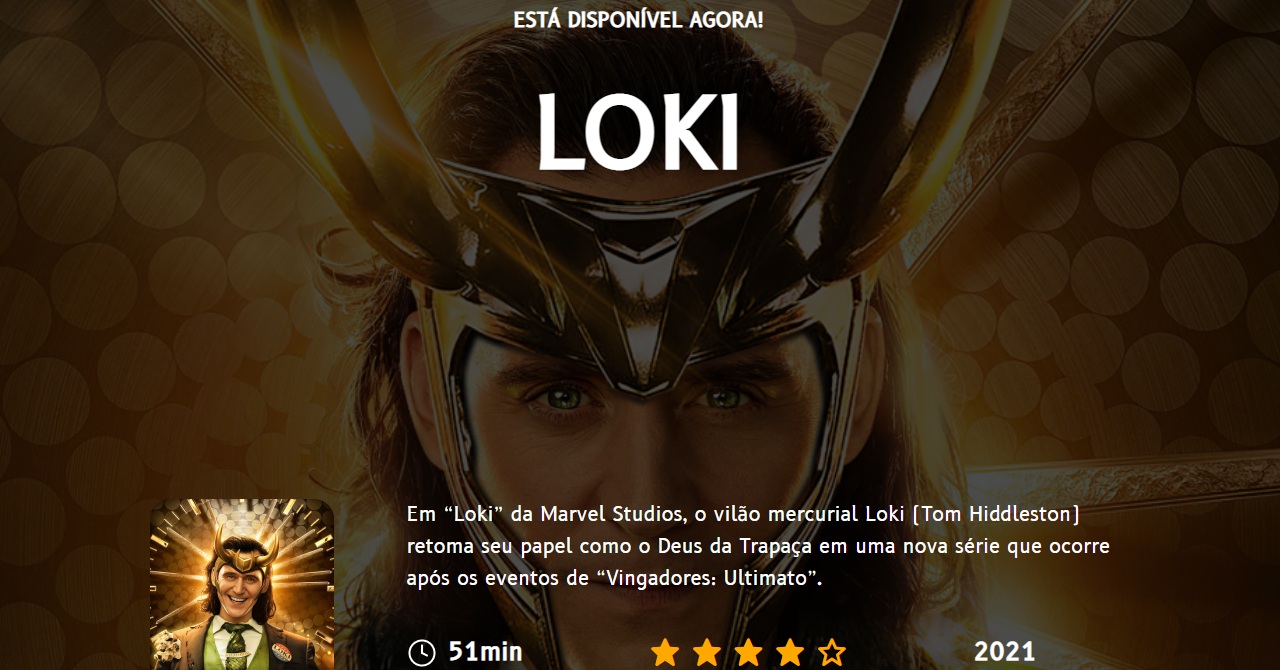 ESTÁ DISPONÍVEL AGORA!
LOKI
Em “Loki” da Marvel Studios, o vilão mercurial Loki (Tom Hiddleston)
retoma seu papel como o Deus da Trapaça em uma nova série que ocorre
após os eventos de “Vingadores: Ultimato”.
51min
2021